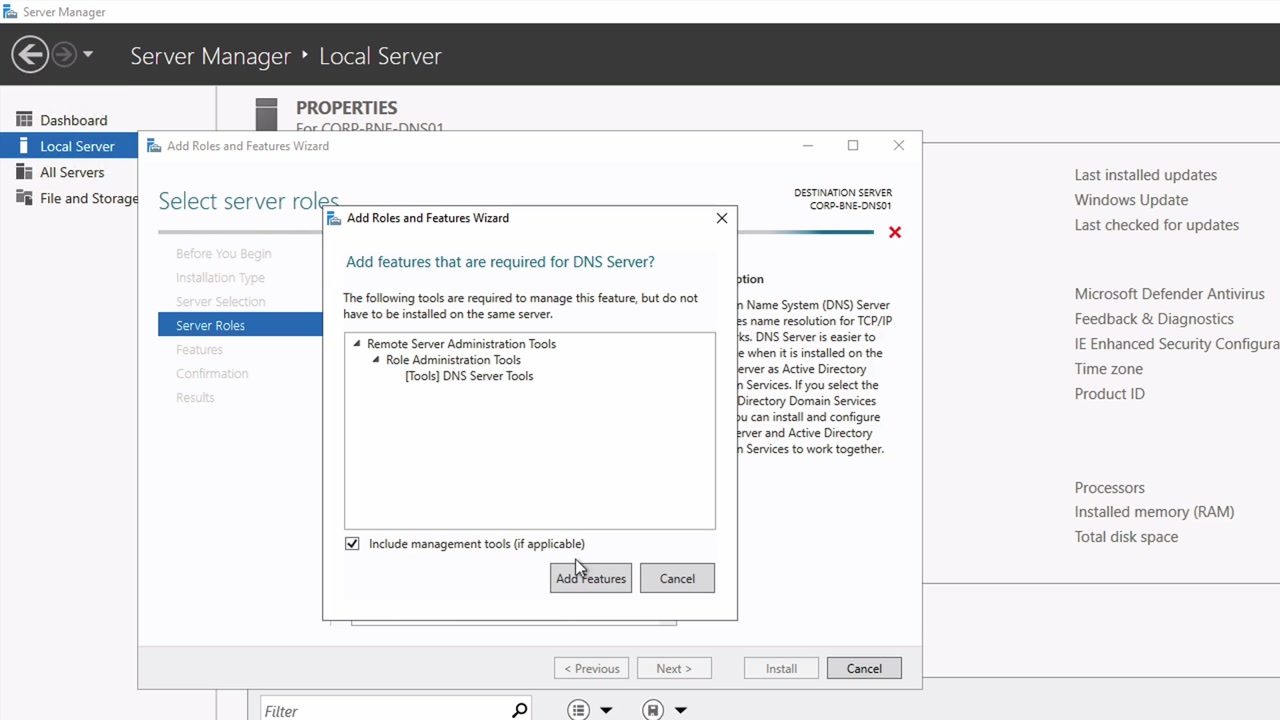 Server Manager
Server Manager ‣ Local Server
Dashboard
Local Server
All Servers
File and Storage
PROPERTIES
For CORP-BNE-DNS01
Add Roles and Features Wizard
Select server roles
DESTINATION SERVER
CORP-BNE-DNS01
Before You Begin
Installation Type
Server Selection
Server Roles
Features
Confirmation
Results
Add Roles and Features Wizard
Add features that are required for DNS Server?
The following tools are required to manage this feature, but do not
have to be installed on the same server.
Remote Server Administration Tools
Role Administration Tools
[Tools] DNS Server Tools
Include management tools (if applicable)
Add Features
Cancel
Name System (DNS) Server
name resolution for TCP/IP
DNS Server is easier to
when it is installed on the
server as Active Directory
Services. If you select the
Directory Domain Services
can install and configure
and Active Directory
Services to work together.
< Previous
Next >
Install
Cancel
Last installed updates
Windows Update
Last checked for updates
Microsoft Defender Antivirus
Feedback & Diagnostics
IE Enhanced Security Configura
Time zone
Product ID
Processors
Installed memory (RAM)
Total disk space
Filter